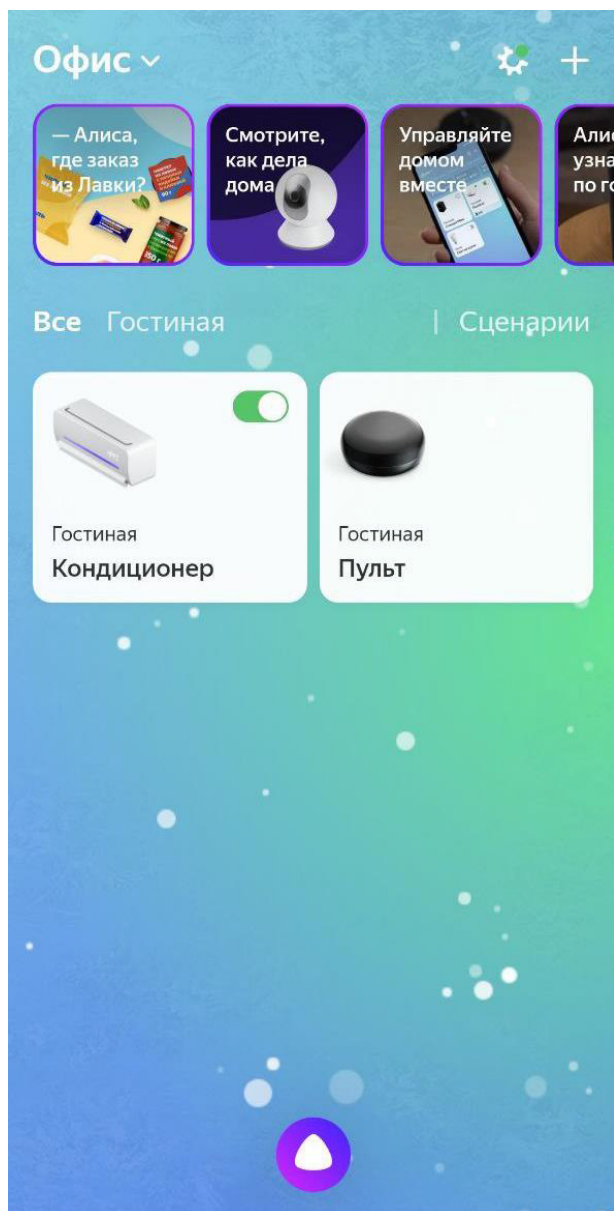 Офис
— Алиса,
где заказ
из Лавки?
Смотрите,
как дела
дома
Управляйте
домом
вместе
Все Гостиная | Сценарии
Гостиная
Кондиционер
Гостиная
Пульт